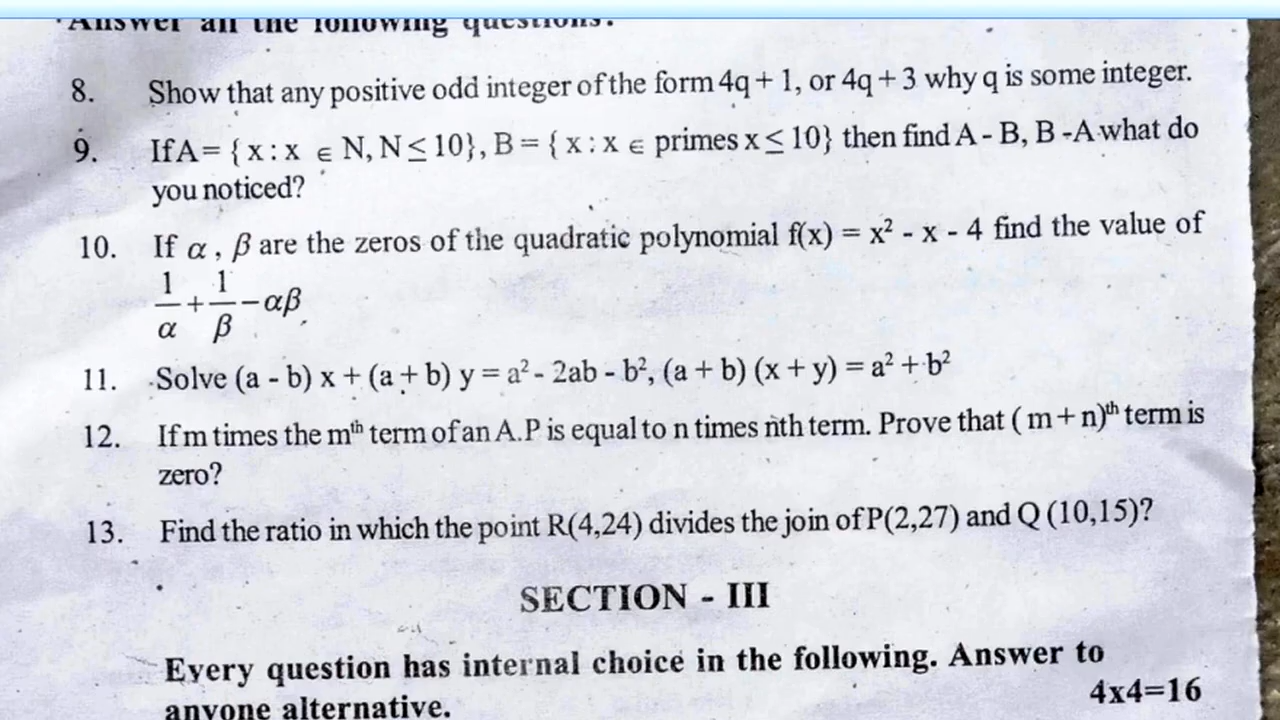 Answer all the following questions.
8. Show that any positive odd integer of the form 4q + 1, or 4q + 3 why q is some integer.
9. If A = { x : x ∈ N, N ≤ 10}, B = { x : x ∈ primes x ≤ 10} then find A - B, B - A what do
you noticed?
10. If α , β are the zeros of the quadratic polynomial f(x) = x² - x - 4 find the value of
1/α + 1/β − αβ
11. Solve (a - b) x + (a + b) y = a² - 2ab - b², (a + b) (x + y) = a² + b²
12. If m times the mᵗʰ term of an A.P is equal to n times nth term. Prove that ( m + n)ᵗʰ term is
zero?
13. Find the ratio in which the point R(4,24) divides the join of P(2,27) and Q (10,15)?
SECTION - III
Every question has internal choice in the following. Answer to
anyone alternative. 4x4=16